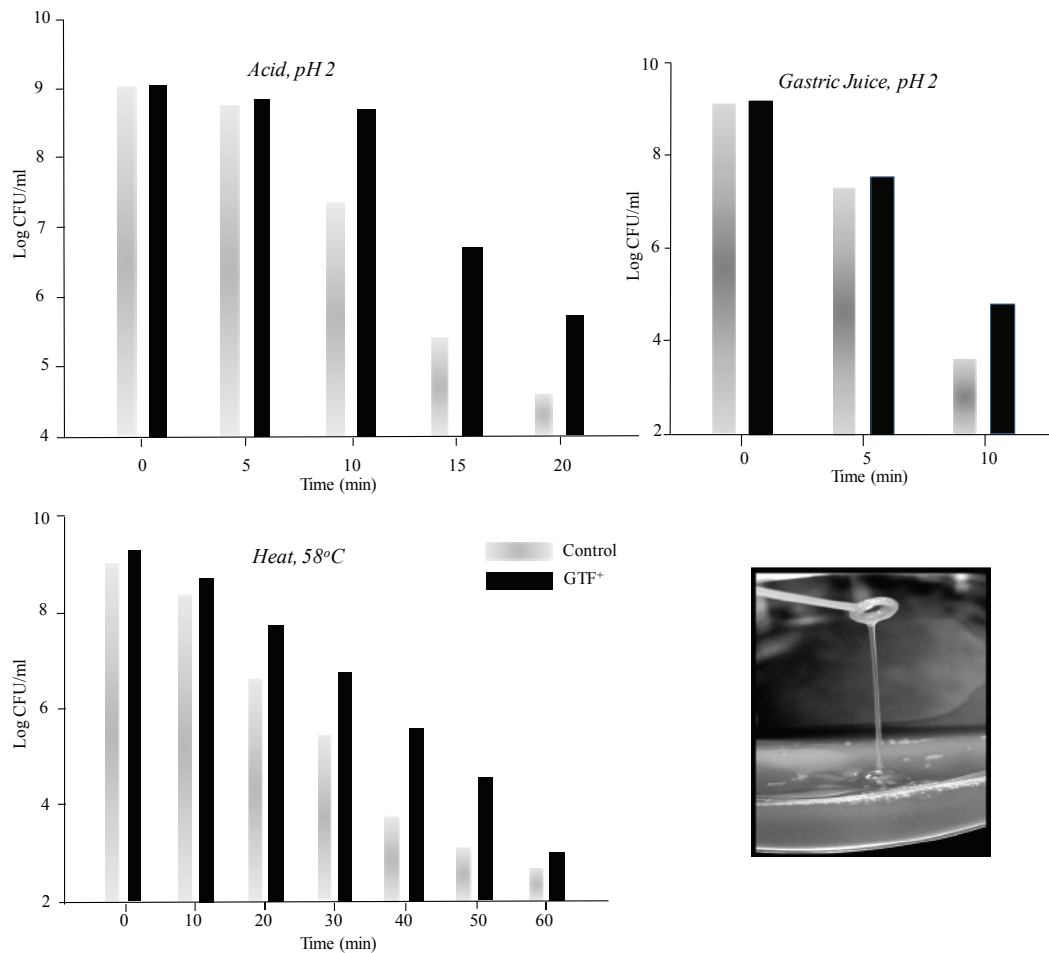 Acid, pH 2
Log CFU/ml
10
9
8
7
6
5
4
0 5 10 15 20
Time (min)
Gastric Juice, pH 2
Log CFU/ml
10
8
6
4
2
0 5 10
Time (min)
Heat, 58°C
Log CFU/ml
10
8
6
4
2
0 10 20 30 40 50 60
Time (min)
Control
GTF⁺